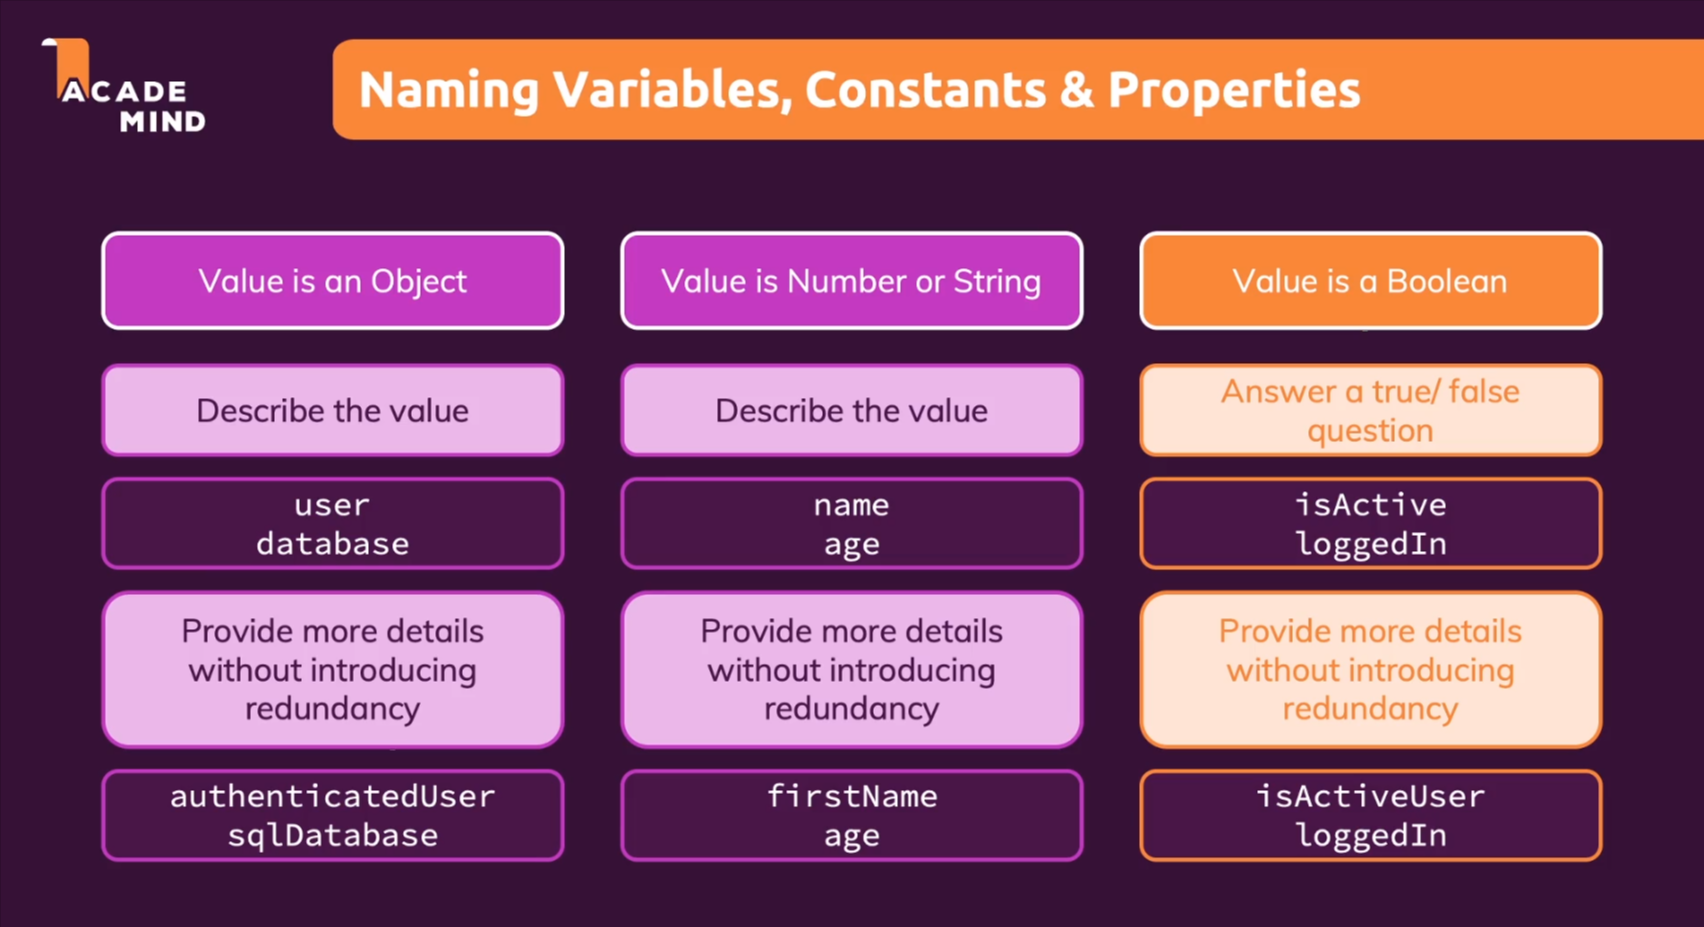 ACADE
MIND
Naming Variables, Constants & Properties
Value is an Object
Value is Number or String
Value is a Boolean
Describe the value
Describe the value
Answer a true/ false
question
user
database
name
age
isActive
loggedIn
Provide more details
without introducing
redundancy
Provide more details
without introducing
redundancy
Provide more details
without introducing
redundancy
authenticatedUser
sqlDatabase
firstName
age
isActiveUser
loggedIn